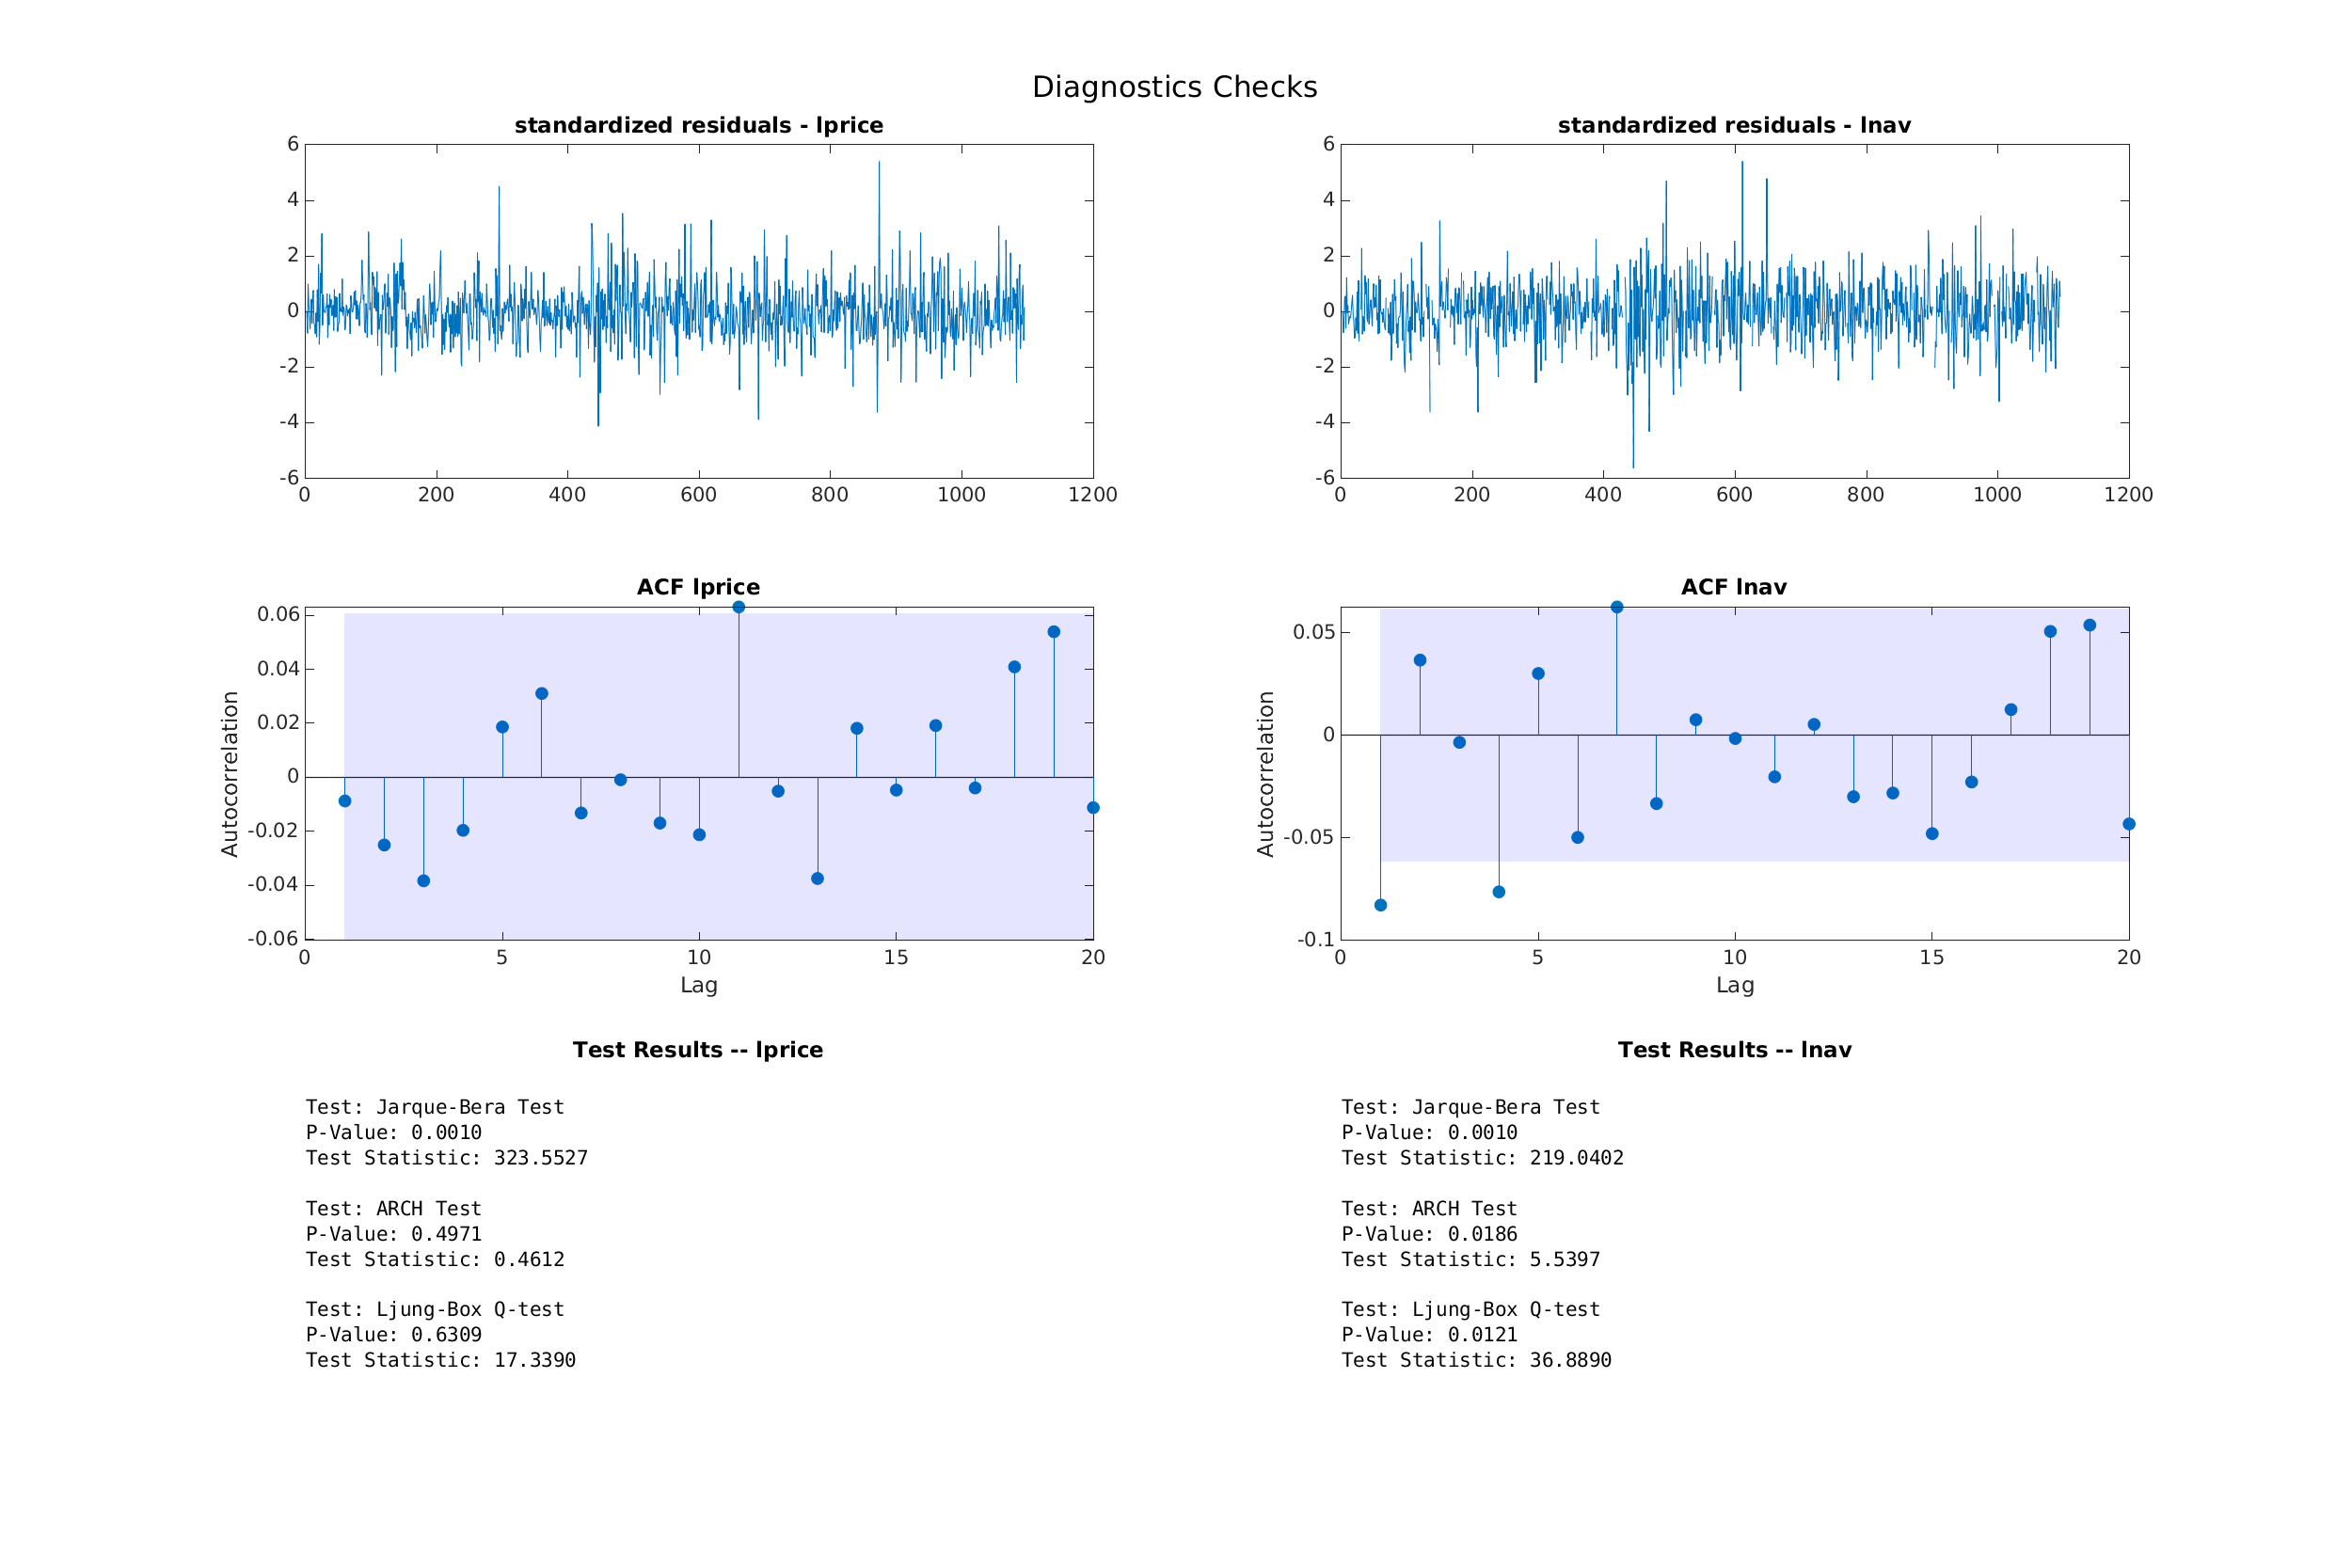 Diagnostics Checks
standardized residuals - lprice
6
4
2
0
-2
-4
-6
0 200 400 600 800 1000 1200
standardized residuals - lnav
6
4
2
0
-2
-4
-6
0 200 400 600 800 1000 1200
ACF lprice
Autocorrelation
0.06
0.04
0.02
0
-0.02
-0.04
-0.06
0 5 10 15 20
Lag
ACF lnav
Autocorrelation
0.05
0
-0.05
-0.1
0 5 10 15 20
Lag
Test Results -- lprice
Test: Jarque-Bera Test
P-Value: 0.0010
Test Statistic: 323.5527
Test: ARCH Test
P-Value: 0.4971
Test Statistic: 0.4612
Test: Ljung-Box Q-test
P-Value: 0.6309
Test Statistic: 17.3390
Test Results -- lnav
Test: Jarque-Bera Test
P-Value: 0.0010
Test Statistic: 219.0402
Test: ARCH Test
P-Value: 0.0186
Test Statistic: 5.5397
Test: Ljung-Box Q-test
P-Value: 0.0121
Test Statistic: 36.8890